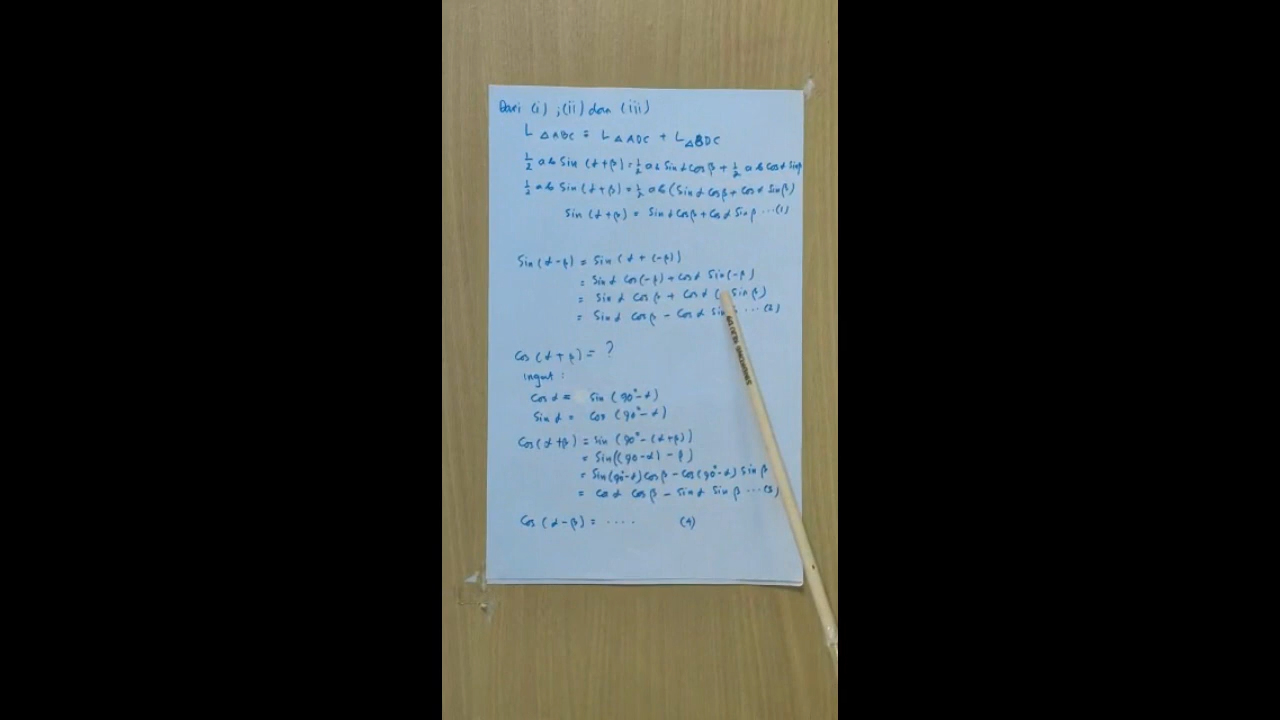 Dari (i) ; (ii) dan (iii)
L △ABC = L △ADC + L △BDC
1/2 ab Sin (α+β) = 1/2 ab Sin α Cos β + 1/2 ab Cos α Sin β
1/2 ab Sin (α+β) = 1/2 ab (Sin α Cos β + Cos α Sin β)
Sin (α+β) = Sin α Cos β + Cos α Sin β ...(1)
Sin (α-β) = Sin (α + (-β))
= Sin α Cos (-β) + Cos α Sin (-β)
= Sin α Cos β + Cos α (- Sin β)
= Sin α Cos β - Cos α Sin ... (2)
Cos (α+β) = ?
Ingat :
Cos α = Sin (90°-α)
Sin α = Cos (90°-α)
Cos (α+β) = Sin (90°-(α+β))
= Sin ((90-α) - β)
= Sin (90°-α) Cos β - Cos (90°-α) Sin β
= Cos α Cos β - Sin α Sin β ...(3)
Cos (α-β) = .... (4)